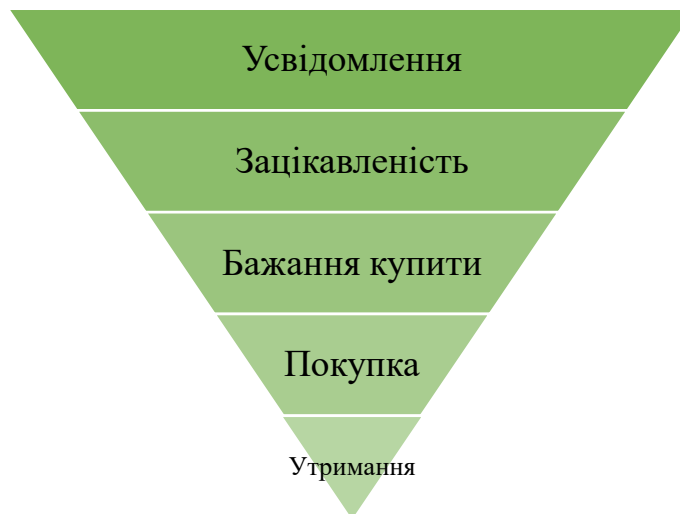 Усвідомлення
Зацікавленість
Бажання купити
Покупка
Утримання